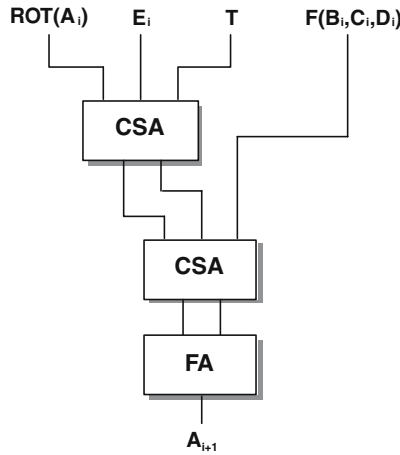 ROT(Aᵢ) Eᵢ T F(Bᵢ,Cᵢ,Dᵢ)
CSA
CSA
FA
Aᵢ₊₁